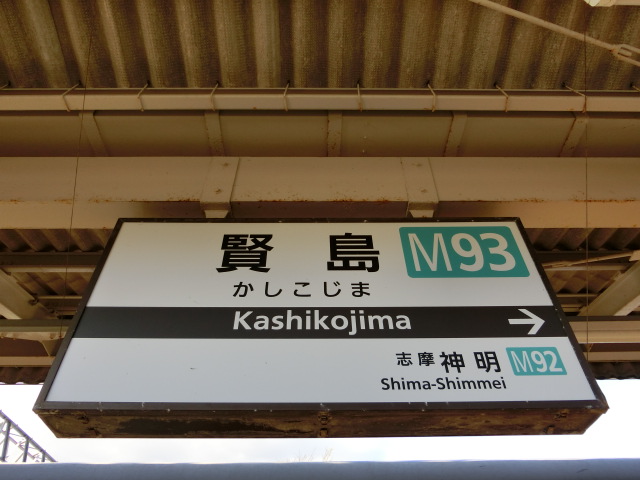 賢島 M93
かしこじま
Kashikojima →
志摩神明 M92
Shima-Shimmei